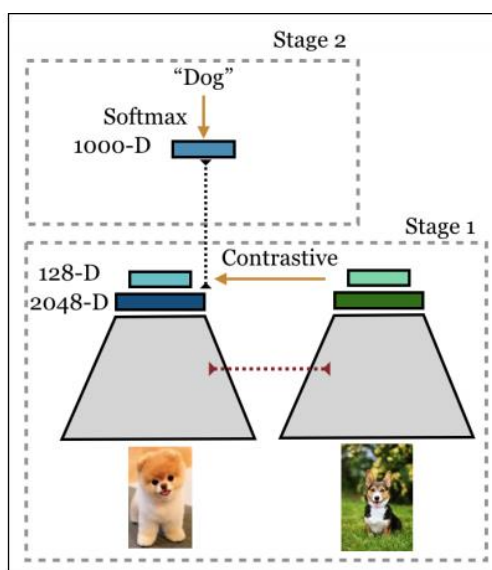 Stage 2
“Dog”
Softmax
1000-D
Stage 1
Contrastive
128-D
2048-D